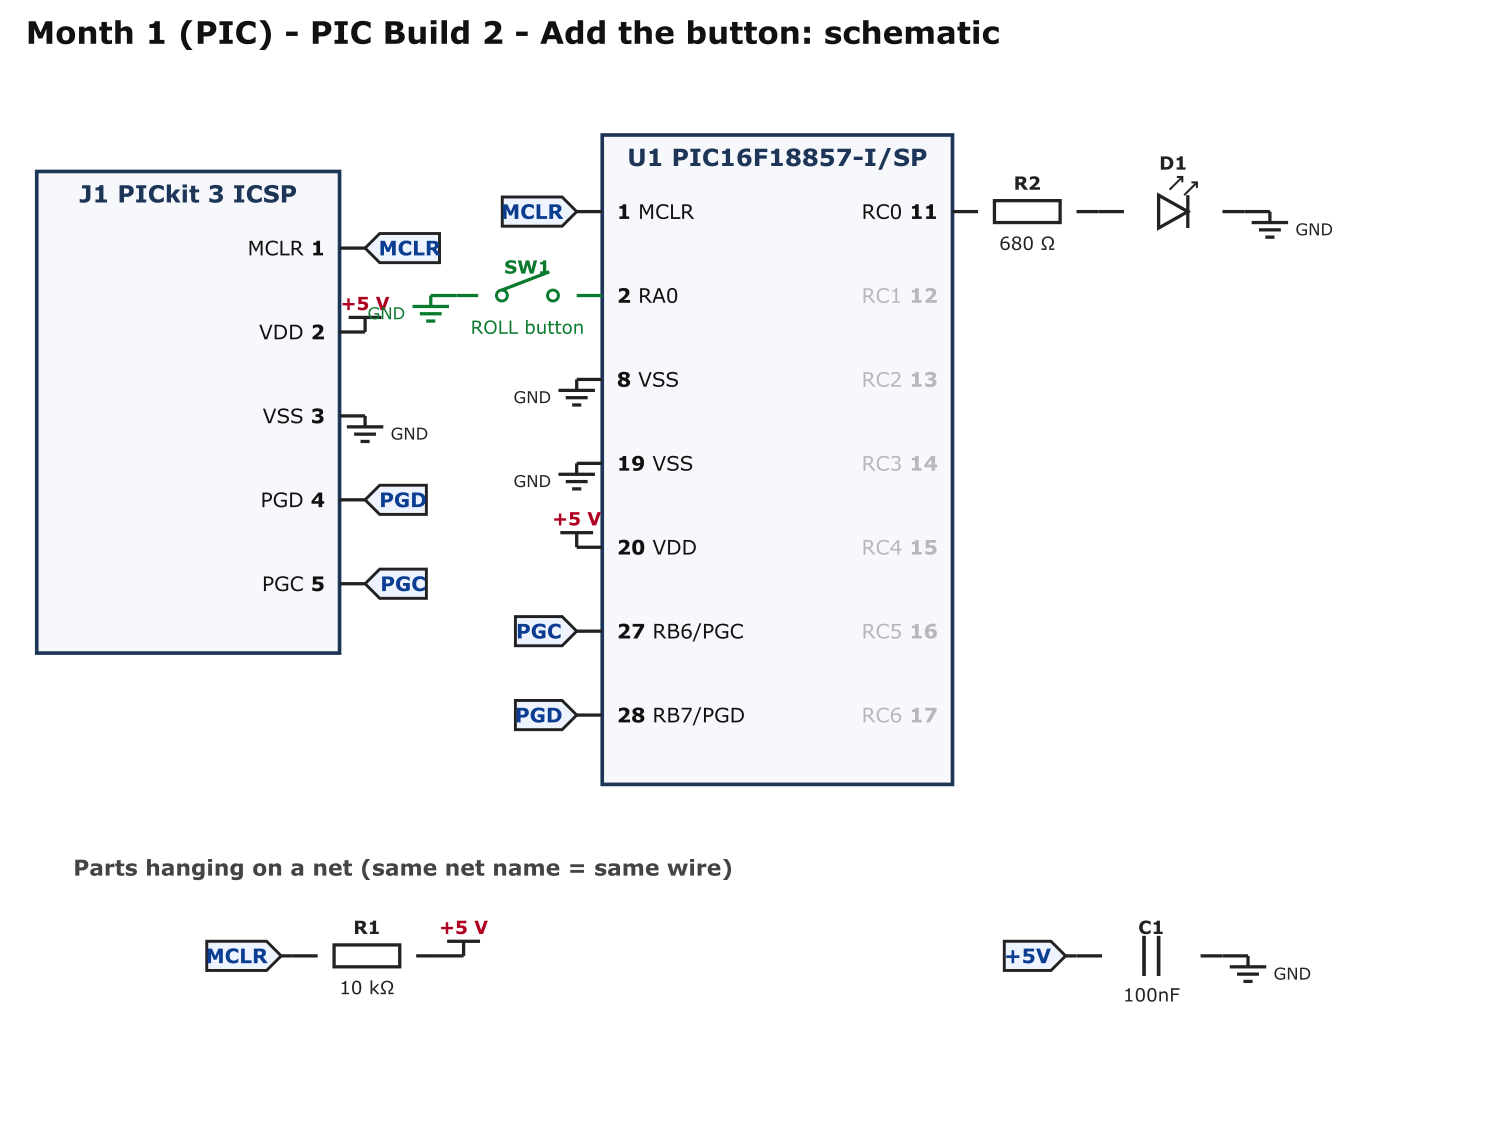 Month 1 (PIC) - PIC Build 2 - Add the button: schematic
J1 PICkit 3 ICSP
MCLR 1
MCLR
VDD 2
+5 V
VSS 3
GND
PGD 4
PGD
PGC 5
PGC
U1 PIC16F18857-I/SP
MCLR
1 MCLR
GND
SW1
ROLL button
2 RA0
GND
8 VSS
GND
19 VSS
+5 V
20 VDD
PGC
27 RB6/PGC
PGD
28 RB7/PGD
RC0 11
RC1 12
RC2 13
RC3 14
RC4 15
RC5 16
RC6 17
R2
680 Ω
D1
GND
Parts hanging on a net (same net name = same wire)
MCLR
R1
10 kΩ
+5 V
+5V
C1
100nF
GND